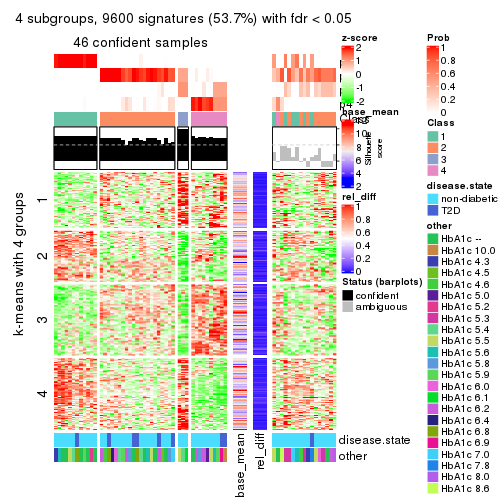 4 subgroups, 9600 signatures (53.7%) with fdr < 0.05
46 confident samples
k-means with 4 groups
1
2
3
4
Silhouette
score
base_mean
rel_diff
disease.state
other
z-score
2
1
0
-1
-2
base_mean
12
10
8
6
4
2
rel_diff
1
0.8
0.6
0.4
0.2
0
Status (barplots)
confident
ambiguous
Prob
1
0.8
0.6
0.4
0.2
0
Class
1
2
3
4
disease.state
non-diabetic
T2D
other
HbA1c --
HbA1c 10.0
HbA1c 4.3
HbA1c 4.5
HbA1c 4.6
HbA1c 5.0
HbA1c 5.2
HbA1c 5.3
HbA1c 5.4
HbA1c 5.5
HbA1c 5.6
HbA1c 5.8
HbA1c 5.9
HbA1c 6.0
HbA1c 6.1
HbA1c 6.2
HbA1c 6.4
HbA1c 6.8
HbA1c 6.9
HbA1c 7.0
HbA1c 7.8
HbA1c 8.0
HbA1c 8.6